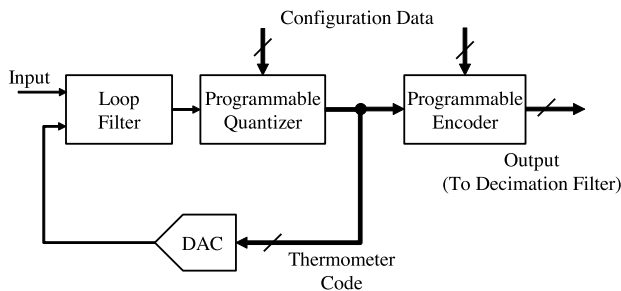 Configuration Data
Input
Loop
Filter
Programmable
Quantizer
Programmable
Encoder
Output
(To Decimation Filter)
DAC
Thermometer
Code